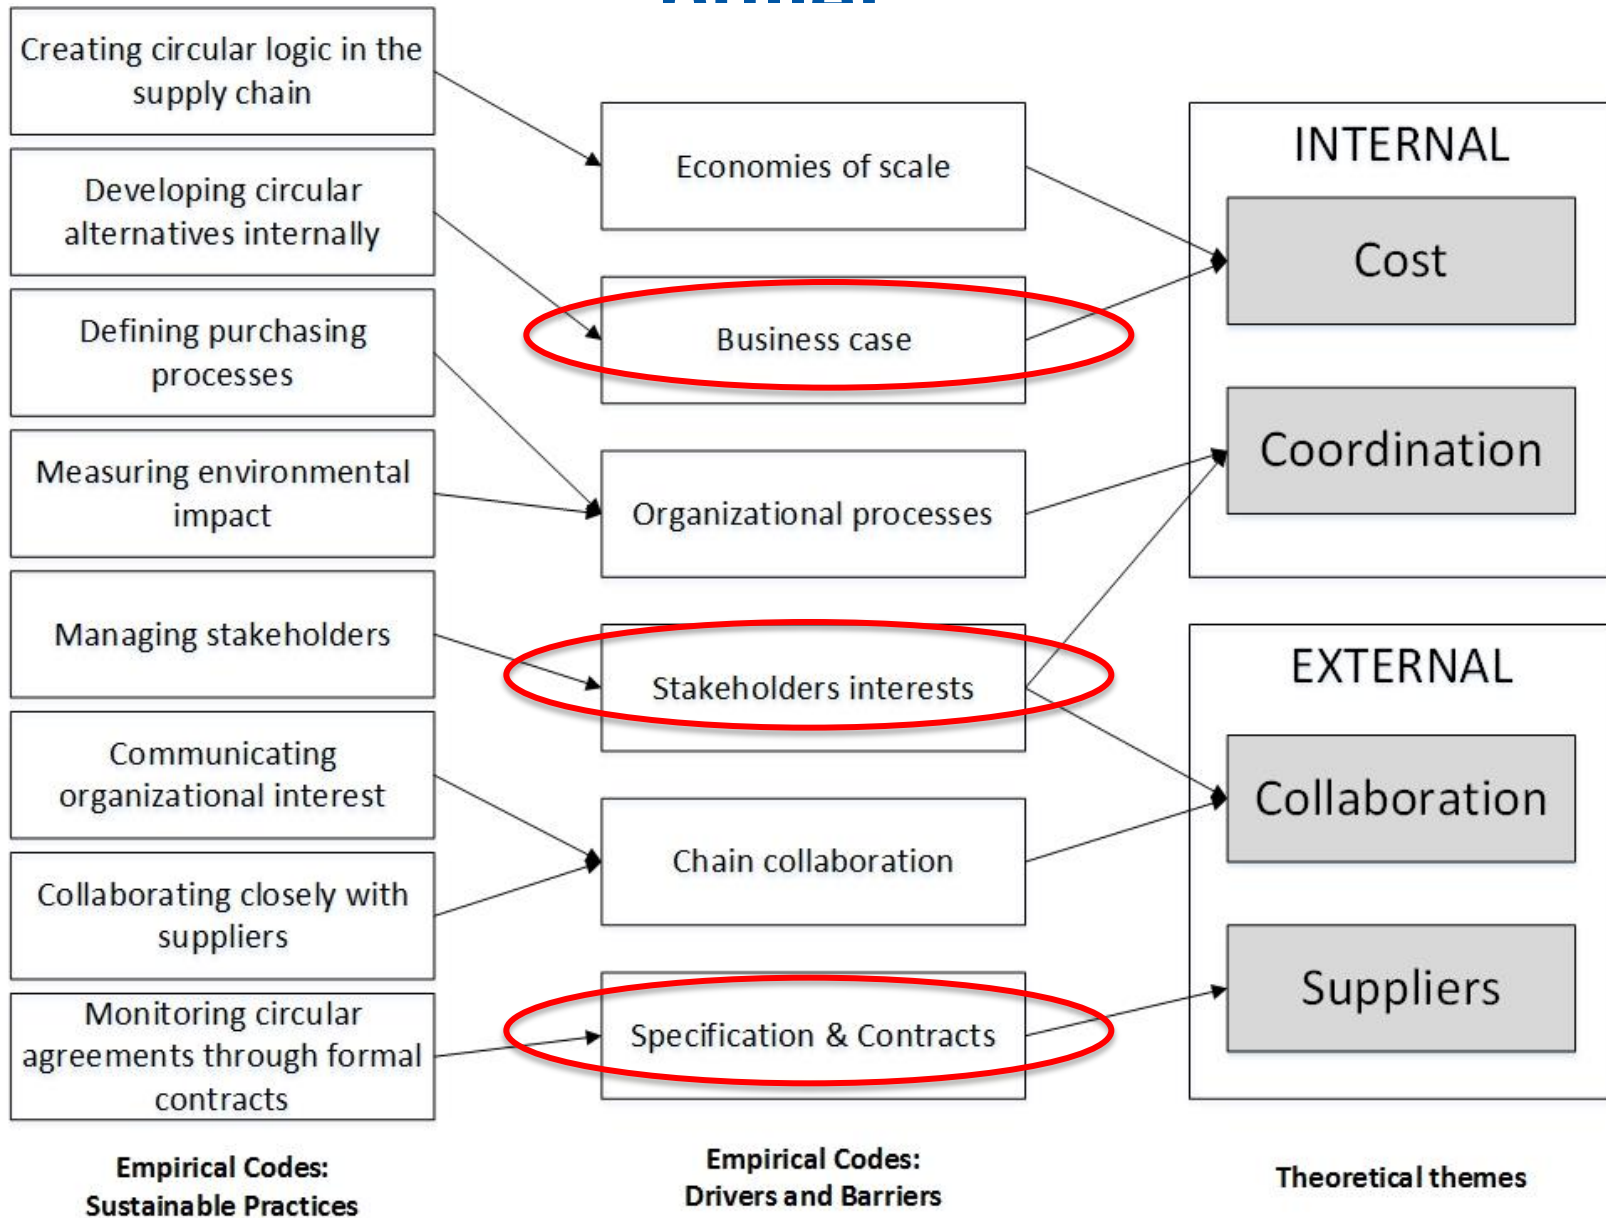 Creating circular logic in the
supply chain
Developing circular
alternatives internally
Defining purchasing
processes
Measuring environmental
impact
Managing stakeholders
Communicating
organizational interest
Collaborating closely with
suppliers
Monitoring circular
agreements through formal
contracts
Empirical Codes:
Sustainable Practices
Economies of scale
Business case
Organizational processes
Stakeholders interests
Chain collaboration
Specification & Contracts
Empirical Codes:
Drivers and Barriers
INTERNAL
Cost
Coordination
EXTERNAL
Collaboration
Suppliers
Theoretical themes